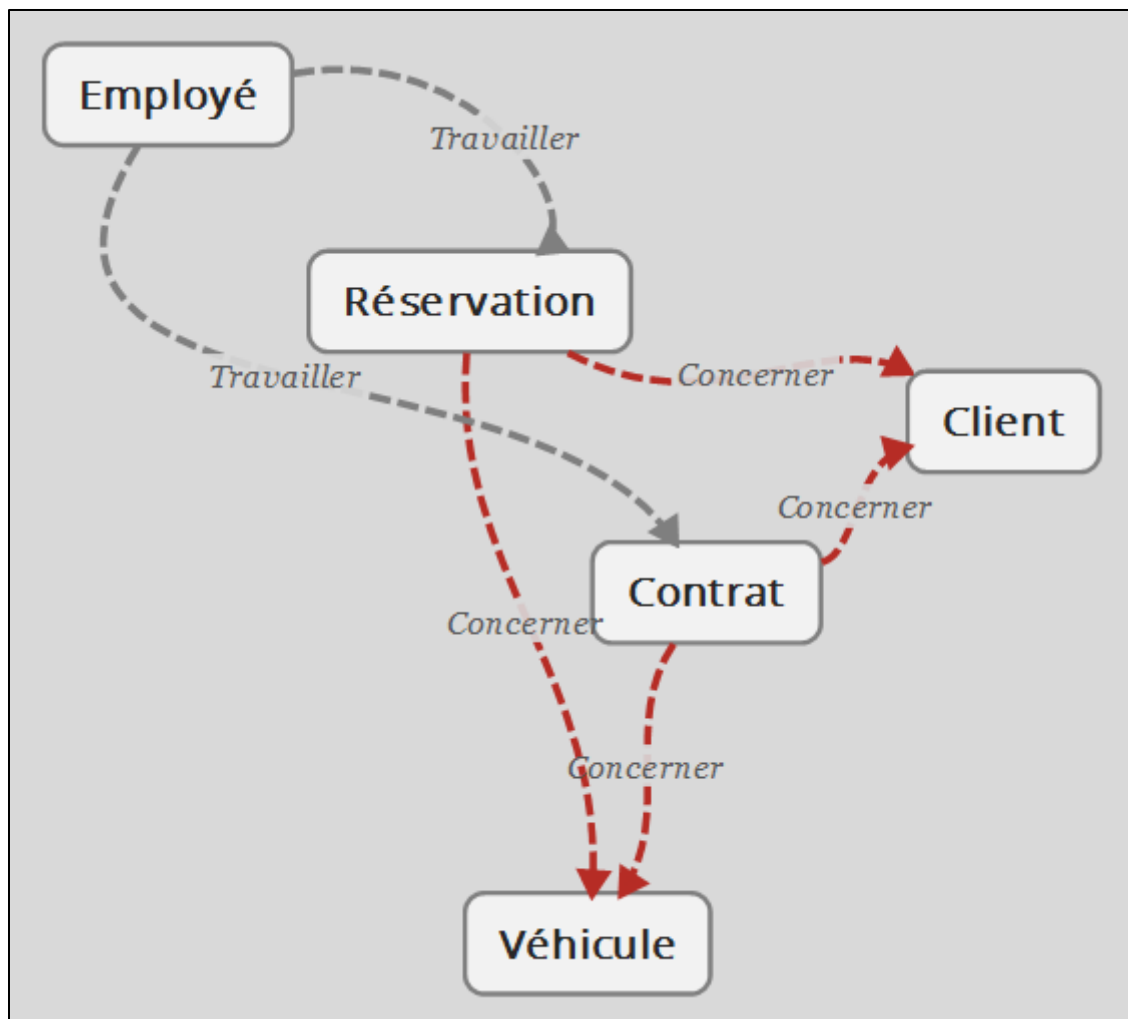 Employé
Travailler
Réservation
Travailler
Concerner
Client
Concerner
Contrat
Concerner
Concerner
Véhicule